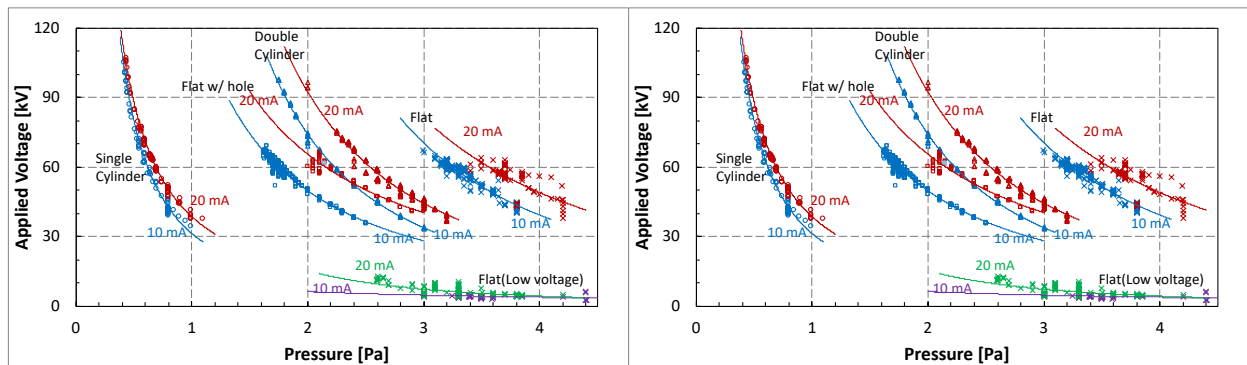 120
90
60
30
0
0
1
2
3
4
Applied Voltage [kV]
Pressure [Pa]
Double
Cylinder
Flat w/ hole
20 mA
20 mA
Flat
20 mA
Single
Cylinder
20 mA
10 mA
10 mA
10 mA
10 mA
20 mA
Flat(Low voltage)
10 mA
120
90
60
30
0
0
1
2
3
4
Applied Voltage [kV]
Pressure [Pa]
Double
Cylinder
Flat w/ hole
20 mA
20 mA
Flat
20 mA
Single
Cylinder
20 mA
10 mA
10 mA
10 mA
10 mA
20 mA
Flat(Low voltage)
10 mA